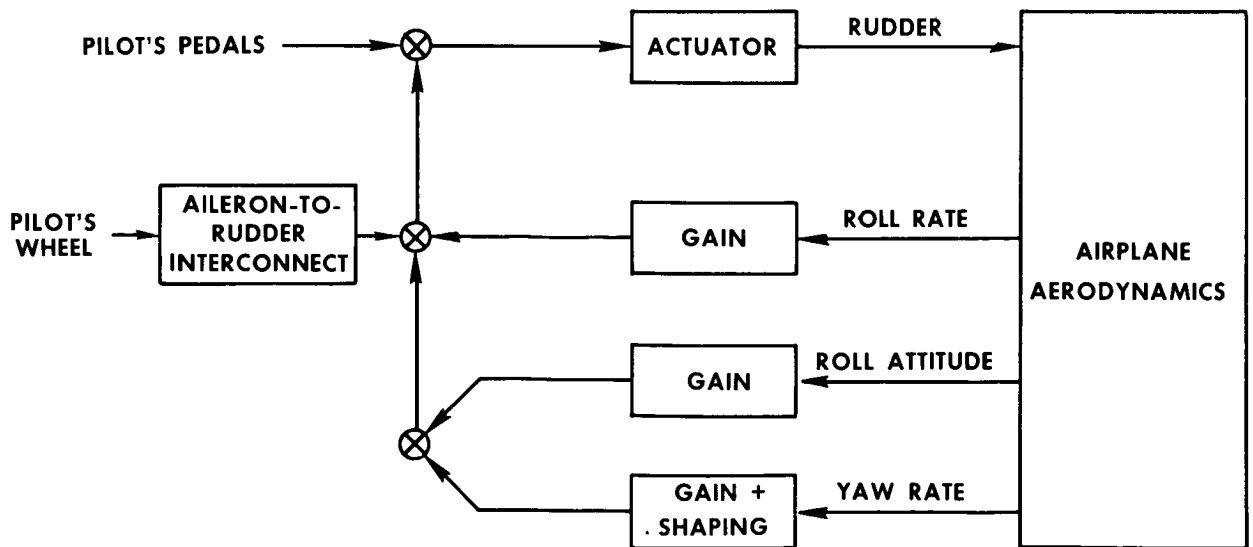 PILOT'S PEDALS
ACTUATOR
RUDDER
PILOT'S
WHEEL
AILERON-TO-
RUDDER
INTERCONNECT
GAIN
ROLL RATE
AIRPLANE
AERODYNAMICS
GAIN
ROLL ATTITUDE
GAIN +
SHAPING
YAW RATE